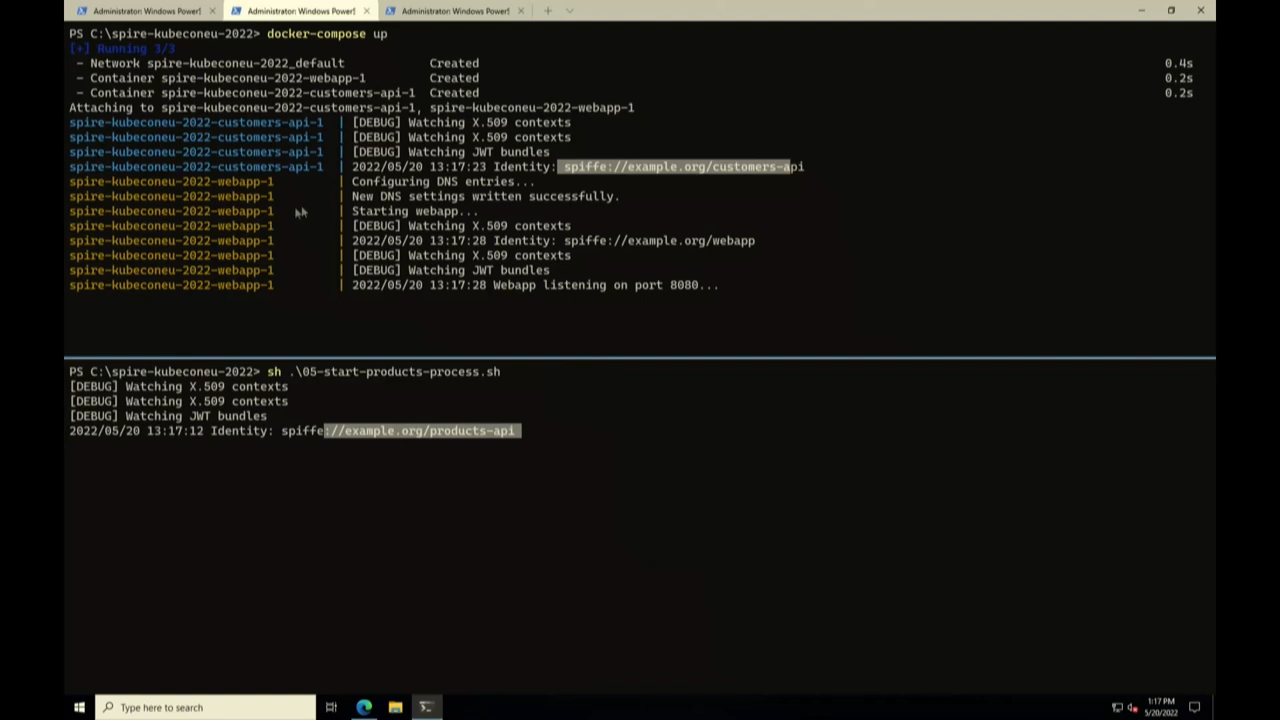 Administrator: Windows Powers
Administrator: Windows Powers
Administrator: Windows Powers
PS C:\spire-kubeconeu-2022> docker-compose up
[+] Running 3/3
- Network spire-kubeconeu-2022_default Created 0.4s
- Container spire-kubeconeu-2022-webapp-1 Created 0.2s
- Container spire-kubeconeu-2022-customers-api-1 Created 0.2s
Attaching to spire-kubeconeu-2022-customers-api-1, spire-kubeconeu-2022-webapp-1
spire-kubeconeu-2022-customers-api-1 | [DEBUG] Watching X.509 contexts
spire-kubeconeu-2022-customers-api-1 | [DEBUG] Watching X.509 contexts
spire-kubeconeu-2022-customers-api-1 | [DEBUG] Watching JWT bundles
spire-kubeconeu-2022-customers-api-1 | 2022/05/20 13:17:23 Identity: spiffe://example.org/customers-api
spire-kubeconeu-2022-webapp-1 | Configuring DNS entries...
spire-kubeconeu-2022-webapp-1 | New DNS settings written successfully.
spire-kubeconeu-2022-webapp-1 | Starting webapp...
spire-kubeconeu-2022-webapp-1 | [DEBUG] Watching X.509 contexts
spire-kubeconeu-2022-webapp-1 | 2022/05/20 13:17:28 Identity: spiffe://example.org/webapp
spire-kubeconeu-2022-webapp-1 | [DEBUG] Watching X.509 contexts
spire-kubeconeu-2022-webapp-1 | [DEBUG] Watching JWT bundles
spire-kubeconeu-2022-webapp-1 | 2022/05/20 13:17:28 Webapp listening on port 8080...
PS C:\spire-kubeconeu-2022> sh .\05-start-products-process.sh
[DEBUG] Watching X.509 contexts
[DEBUG] Watching X.509 contexts
[DEBUG] Watching JWT bundles
2022/05/20 13:17:12 Identity: spiffe://example.org/products-api
Type here to search
1:17 PM
5/20/2022